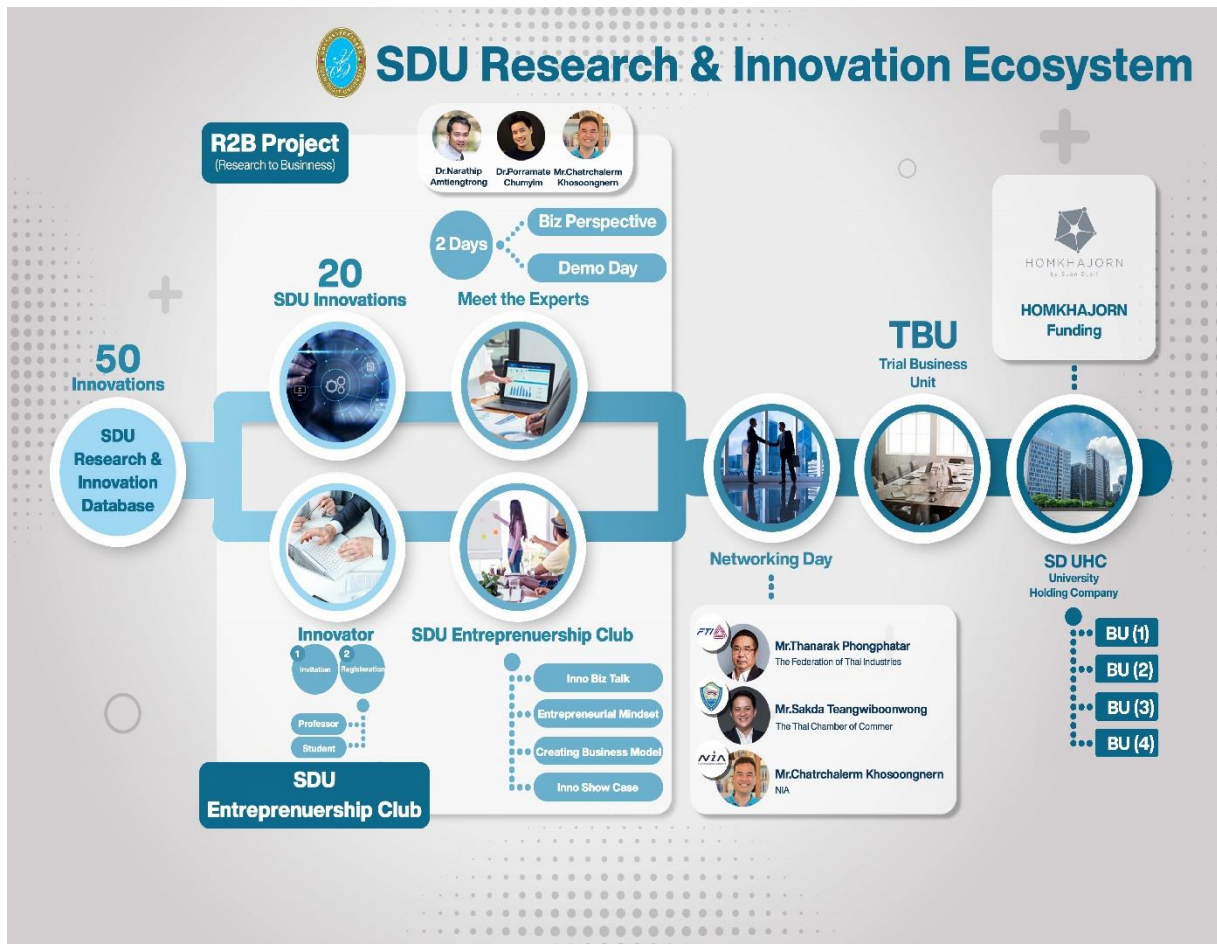 SDU Research & Innovation Ecosystem
R2B Project
(Research to Businness)
Dr.Narathip
Amtiengtrong
Dr.Porramate
Chumyim
Mr.Chatrchalerm
Khosoongnern
2 Days
Biz Perspective
Demo Day
20
SDU Innovations
Meet the Experts
50
Innovations
SDU
Research &
Innovation
Database
Innovator
1
Invitation
2
Registeration
Professor
Student
SDU
Entreprenuership Club
SDU Entreprenuership Club
Inno Biz Talk
Entrepreneurial Mindset
Creating Business Model
Inno Show Case
Networking Day
FTI
Mr.Thanarak Phongphatar
The Federation of Thai Industries
Mr.Sakda Teangwiboonwong
The Thai Chamber of Commer
NIA
Mr.Chatrchalerm Khosoongnern
NIA
TBU
Trial Business
Unit
HOMKHAJORN
by Suan Dusit
HOMKHAJORN
Funding
SD UHC
University
Holding Company
BU (1)
BU (2)
BU (3)
BU (4)